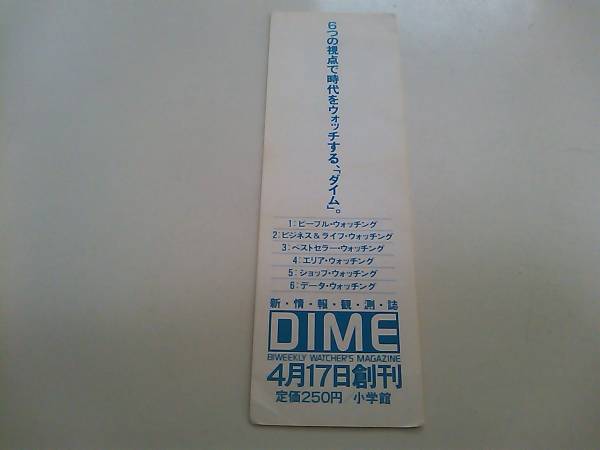 6つの視点で時代をウォッチする、「ダイム」。
1:ピープル・ウォッチング
2:ビジネス&ライフ・ウォッチング
3:ベストセラー・ウォッチング
4:エリア・ウォッチング
5:ショップ・ウォッチング
6:データ・ウォッチング
新・情・報・観・測・誌
DIME
BIWEEKLY WATCHER'S MAGAZINE
4月17日創刊
定価250円 小学館